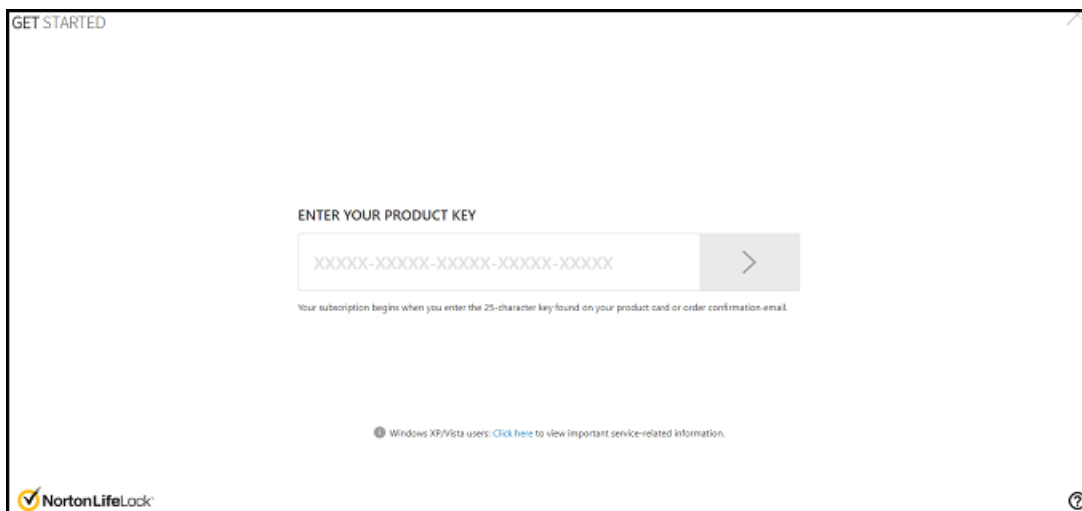 GET STARTED
ENTER YOUR PRODUCT KEY
XXXXX-XXXXX-XXXXX-XXXXX-XXXXX
Your subscription begins when you enter the 25-character key found on your product card or order confirmation email.
Windows XP/Vista users: Click here to view important service-related information.
NortonLifeLock